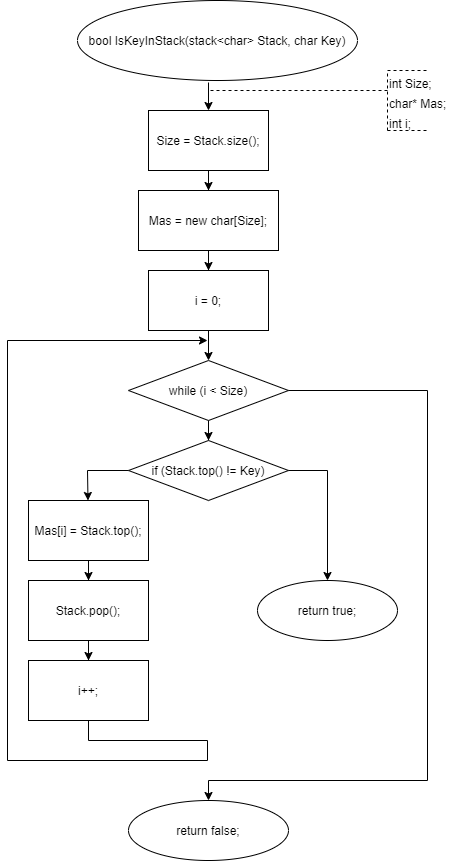 bool IsKeyInStack(stack<char> Stack, char Key)
int Size;
char* Mas;
int i;
Size = Stack.size();
Mas = new char[Size];
i = 0;
while (i < Size)
if (Stack.top() != Key)
Mas[i] = Stack.top();
Stack.pop();
return true;
i++;
return false;